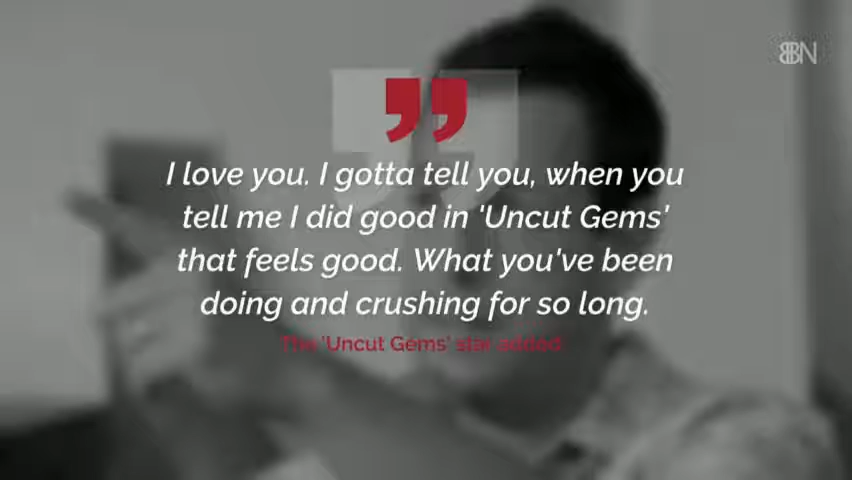 BBN
I love you. I gotta tell you, when you
tell me I did good in 'Uncut Gems'
that feels good. What you've been
doing and crushing for so long.
The 'Uncut Gems' star added.